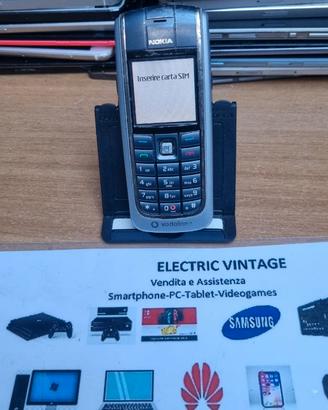 NOKIA
Inserire carta SIM
vodafone
ELECTRIC VINTAGE
Vendita e Assistenza
Smartphone-PC-Tablet-Videogames
SAMSUNG